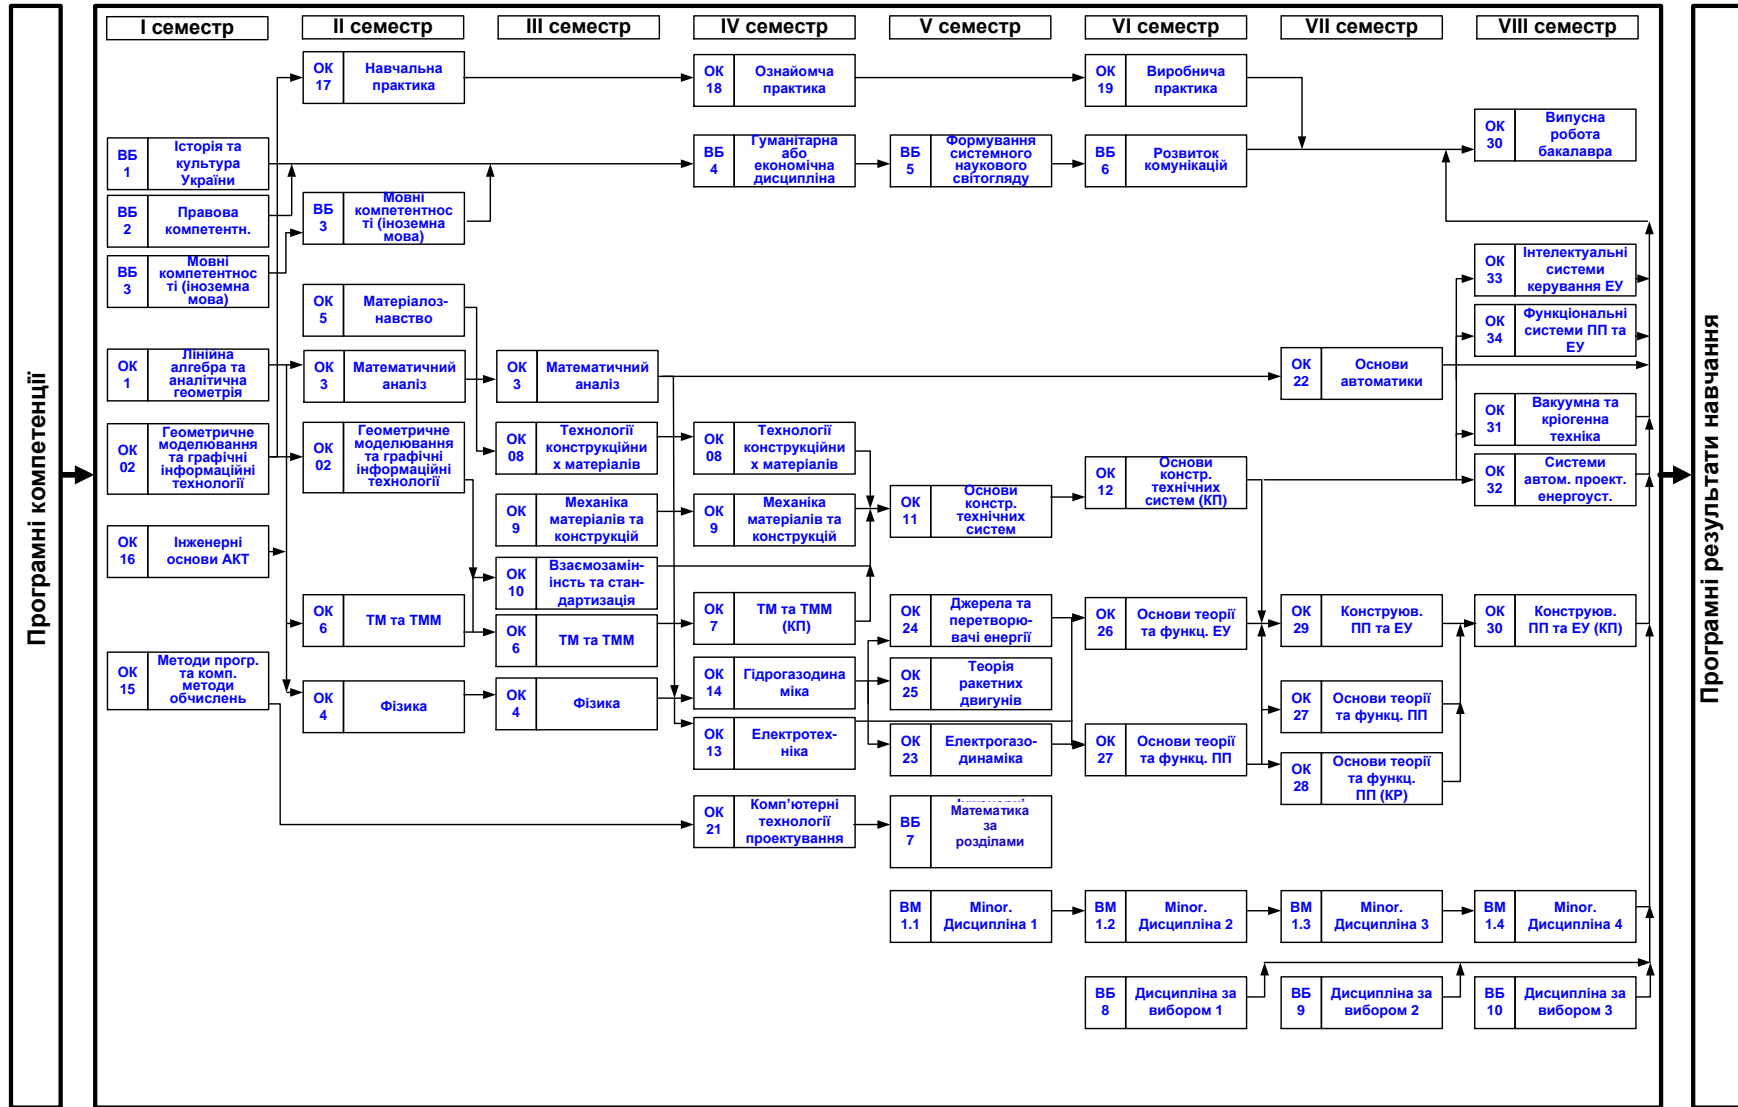 Програмні компетенції
I семестр
ВБ
1
Історія та
культура
України
ВБ
2
Правова
компетентн.
ВБ
3
Мовні
компетентнос
ті (іноземна
мова)
ОК
1
Лінійна
алгебра та
аналітична
геометрія
ОК
02
Геометричне
моделювання
та графічні
інформаційні
технології
ОК
16
Інженерні
основи АКТ
ОК
15
Методи прогр.
та комп.
методи
обчислень
II семестр
ОК
17
Навчальна
практика
ВБ
3
Мовні
компетентнос
ті (іноземна
мова)
ОК
5
Матеріалоз-
навство
ОК
3
Математичний
аналіз
ОК
02
Геометричне
моделювання
та графічні
інформаційні
технології
ОК
6
ТМ та ТММ
ОК
4
Фізика
III семестр
ОК
3
Математичний
аналіз
ОК
08
Технології
конструкційни
х матеріалів
ОК
9
Механіка
матеріалів та
конструкцій
ОК
10
Взаємозамін-
інсть та стан-
дартизація
ОК
6
ТМ та ТММ
ОК
4
Фізика
IV семестр
ОК
18
Ознайомча
практика
ВБ
4
Гуманітарна
або
економічна
дисципліна
ОК
08
Технології
конструкційни
х матеріалів
ОК
9
Механіка
матеріалів та
конструкцій
ОК
7
ТМ та ТММ
(КП)
ОК
14
Гідрогазодина
міка
ОК
13
Електротех-
ніка
ОК
21
Комп’ютерні
технології
проектування
V семестр
ВБ
5
Формування
системного
наукового
світогляду
ОК
11
Основи
констр.
технічних
систем
ОК
24
Джерела та
перетворю-
вачі енергії
ОК
25
Теорія
ракетних
двигунів
ОК
23
Електрогазо-
динаміка
ВБ
7
Математика
за
розділами
ВМ
1.1
Minor.
Дисципліна 1
VI семестр
ОК
19
Виробнича
практика
ВБ
6
Розвиток
комунікацій
ОК
12
Основи
констр.
технічних
систем (КП)
ОК
26
Основи теорії
та функц. ЕУ
ОК
27
Основи теорії
та функц. ПП
ВМ
1.2
Minor.
Дисципліна 2
ВБ
8
Дисципліна за
вибором 1
VII семестр
ОК
22
Основи
автоматики
ОК
29
Конструюв.
ПП та ЕУ
ОК
27
Основи теорії
та функц. ПП
ОК
28
Основи теорії
та функц.
ПП (КР)
ВМ
1.3
Minor.
Дисципліна 3
ВБ
9
Дисципліна за
вибором 2
VIII семестр
ОК
30
Випусна
робота
бакалавра
ОК
33
Інтелектуальні
системи
керування ЕУ
ОК
34
Функціональні
системи ПП та
ЕУ
ОК
31
Вакуумна та
кріогенна
техніка
ОК
32
Системи
автом. проект.
енергоуст.
ОК
30
Конструюв.
ПП та ЕУ (КП)
ВМ
1.4
Minor.
Дисципліна 4
ВБ
10
Дисципліна за
вибором 3
Програмні результати навчання